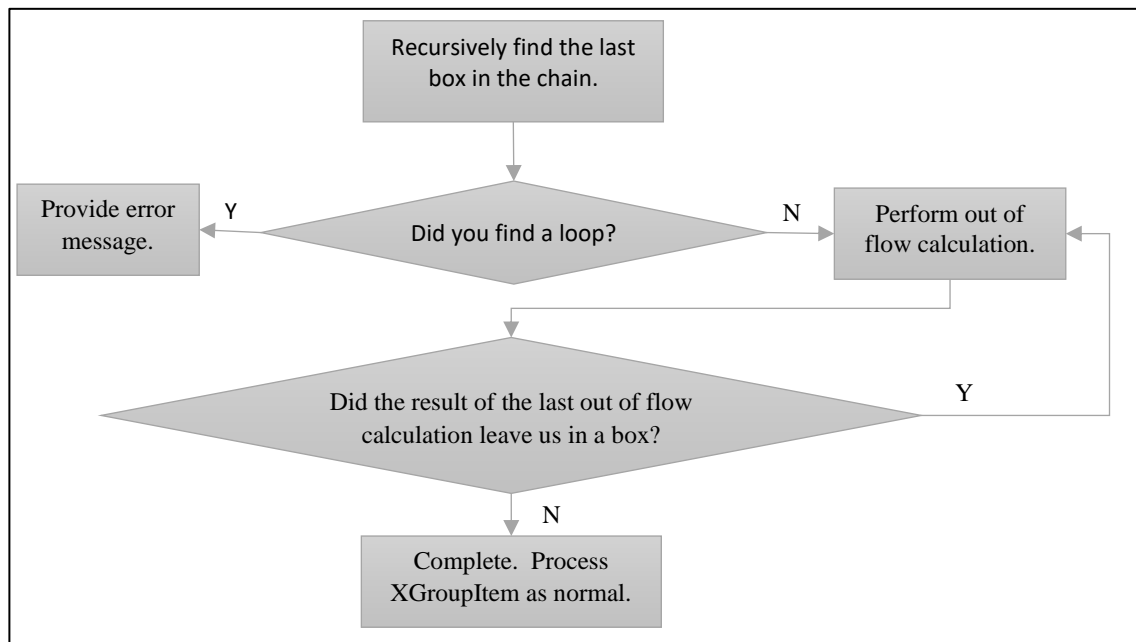 Recursively find the last
box in the chain.
Provide error
message.
Y
Did you find a loop?
N
Perform out of
flow calculation.
Did the result of the last out of flow
calculation leave us in a box?
Y
N
Complete.  Process
XGroupItem as normal.